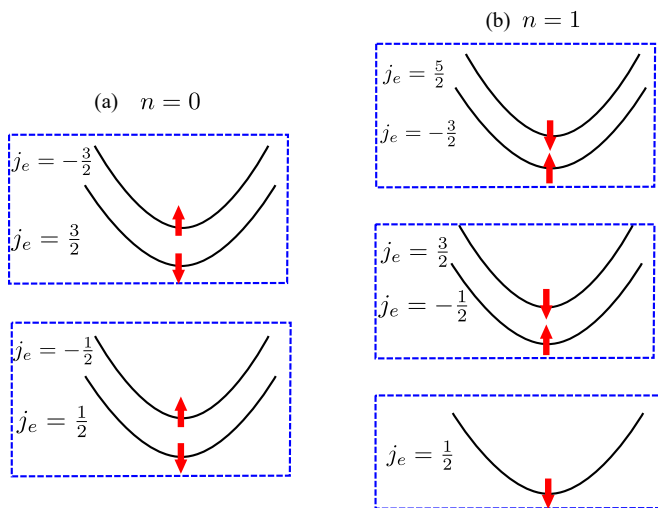 (a) n = 0
j_e = -3/2
j_e = 3/2
j_e = -1/2
j_e = 1/2
(b) n = 1
j_e = 5/2
j_e = -3/2
j_e = 3/2
j_e = -1/2
j_e = 1/2